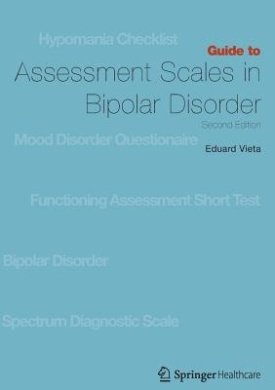 Hypomania Checklist
Guide to
Assessment Scales in
Bipolar Disorder
Second Edition
Mood Disorder Questionaire
Eduard Vieta
Functioning Assessment Short Test
Bipolar Disorder
Spectrum Diagnostic Scale
Springer Healthcare